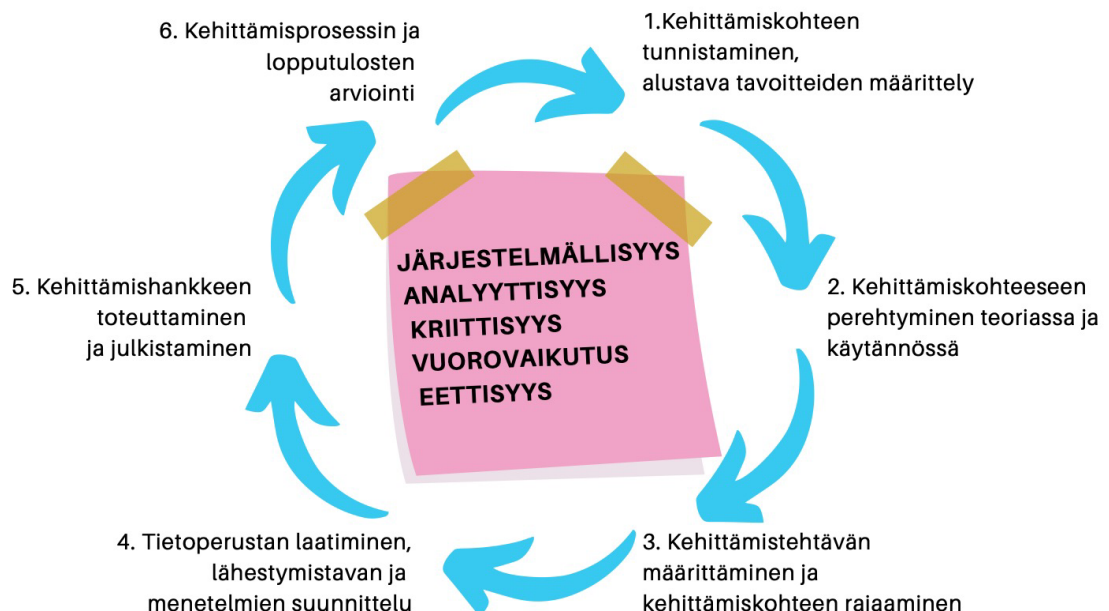 1.Kehittämiskohteen
tunnistaminen,
alustava tavoitteiden määrittely
2. Kehittämiskohteeseen
perehtyminen teoriassa ja
käytännössä
3. Kehittämistehtävän
määrittäminen ja
kehittämiskohteen rajaaminen
4. Tietoperustan laatiminen,
lähestymistavan ja
menetelmien suunnittelu
5. Kehittämishankkeen
toteuttaminen
ja julkistaminen
6. Kehittämisprosessin ja
lopputulosten
arviointi
JÄRJESTELMÄLLISYYS
ANALYYTTISYYS
KRIITTISYYS
VUOROVAIKUTUS
EETTISYYS